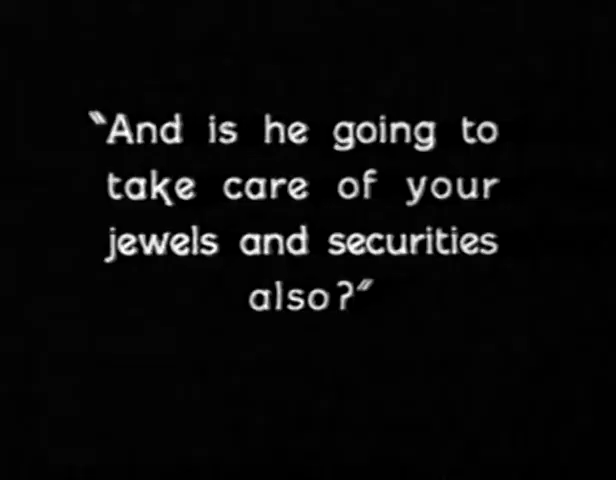 "And is he going to
take care of your
jewels and securities
also?"